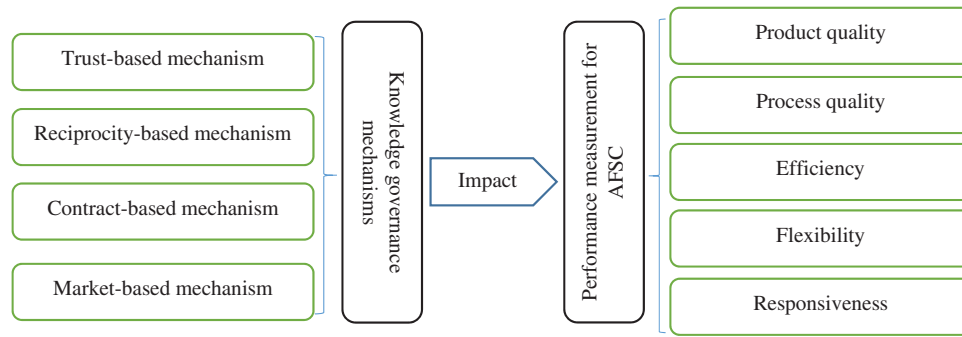 Trust-based mechanism
Reciprocity-based mechanism
Contract-based mechanism
Market-based mechanism
Knowledge governance
mechanisms
Impact
Performance measurement for
AFSC
Product quality
Process quality
Efficiency
Flexibility
Responsiveness